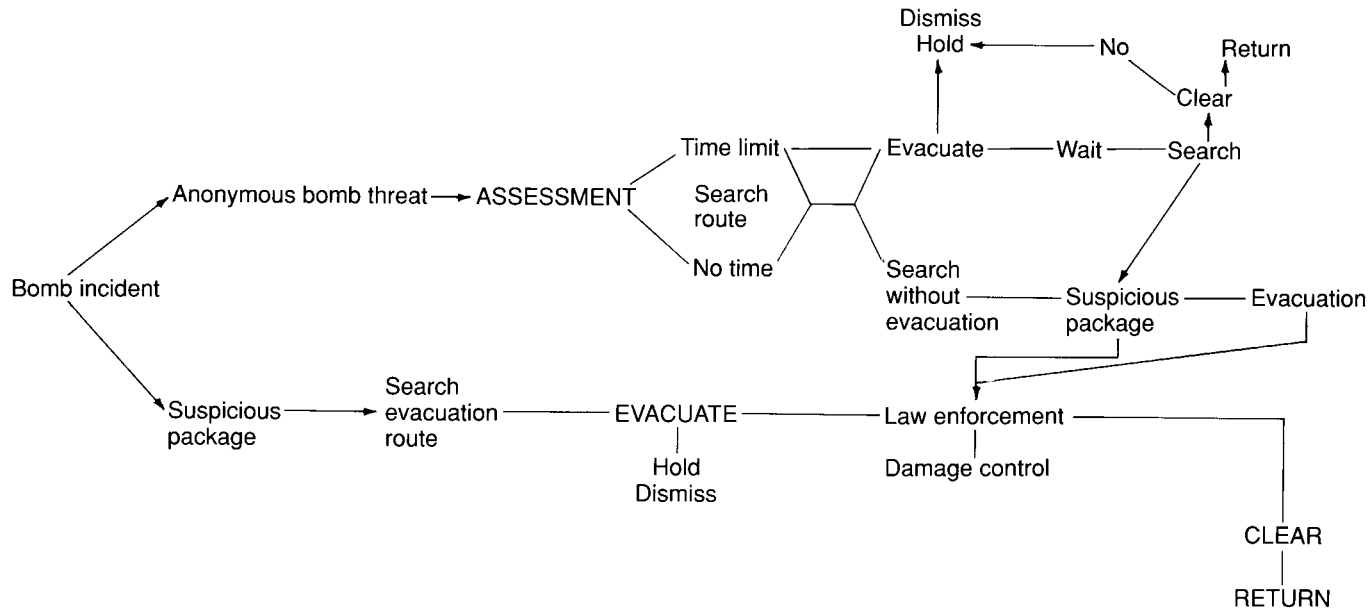 Dismiss
Hold
No
Return
Clear
Time limit
Evacuate
Wait
Search
Anonymous bomb threat
ASSESSMENT
Search
route
No time
Bomb incident
Search
without
evacuation
Suspicious
package
Evacuation
Suspicious
package
Search
evacuation
route
EVACUATE
Law enforcement
Hold
Dismiss
Damage control
CLEAR
RETURN